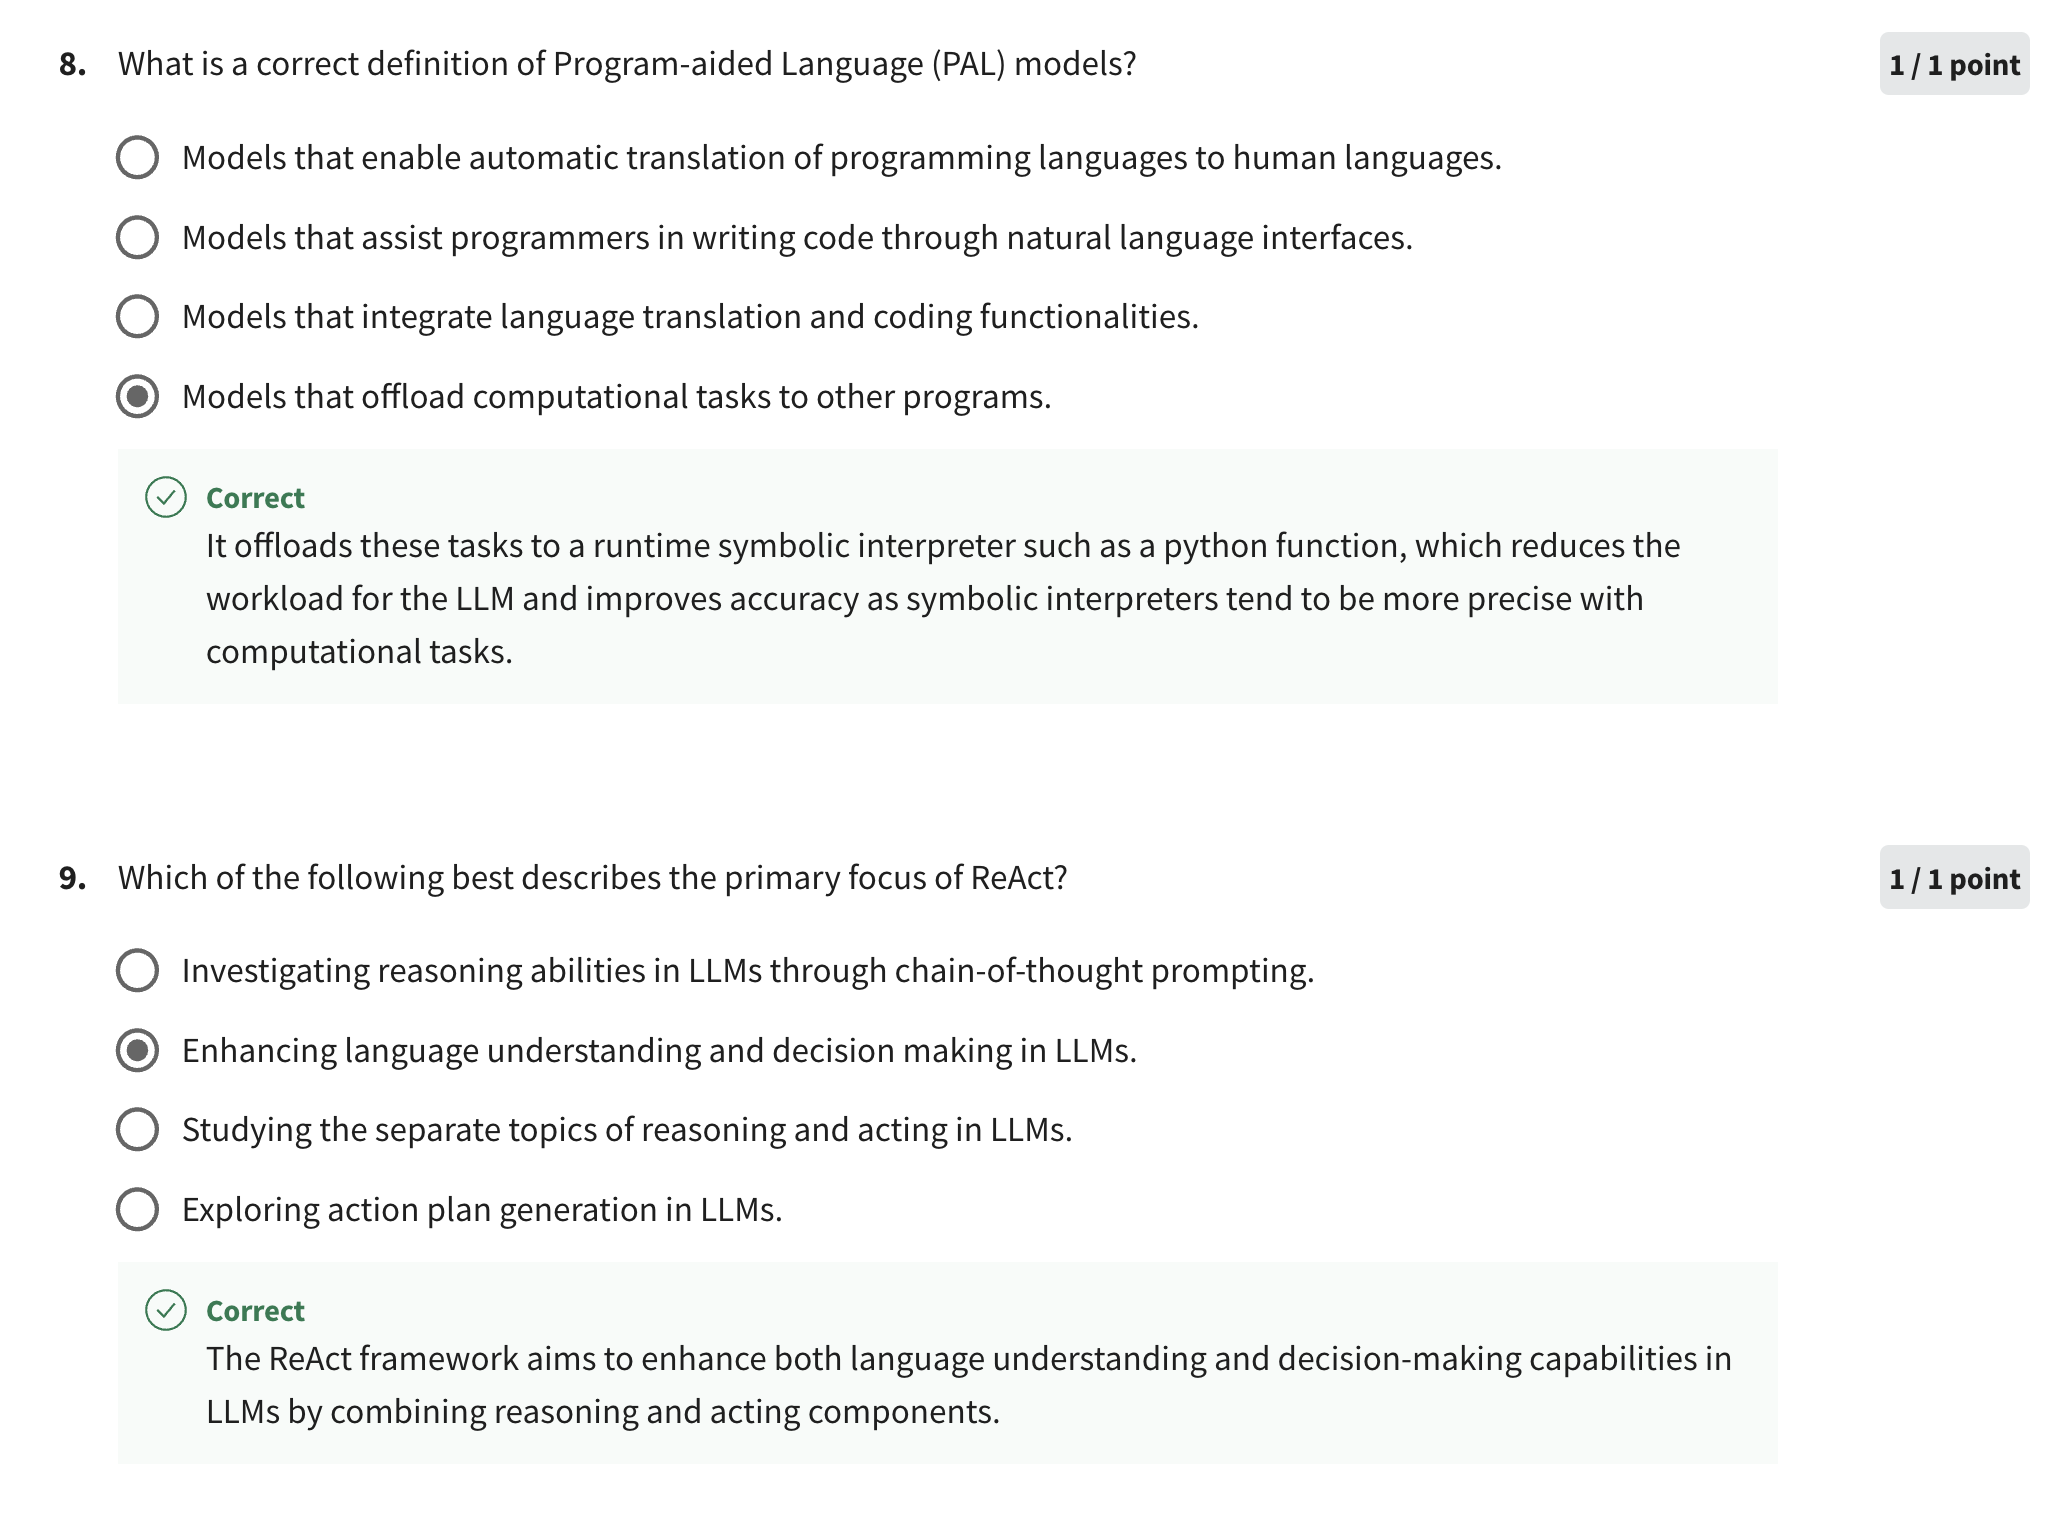 8. What is a correct definition of Program-aided Language (PAL) models?
1 / 1 point
Models that enable automatic translation of programming languages to human languages.
Models that assist programmers in writing code through natural language interfaces.
Models that integrate language translation and coding functionalities.
Models that offload computational tasks to other programs.
Correct
It offloads these tasks to a runtime symbolic interpreter such as a python function, which reduces the
workload for the LLM and improves accuracy as symbolic interpreters tend to be more precise with
computational tasks.
9. Which of the following best describes the primary focus of ReAct?
1 / 1 point
Investigating reasoning abilities in LLMs through chain-of-thought prompting.
Enhancing language understanding and decision making in LLMs.
Studying the separate topics of reasoning and acting in LLMs.
Exploring action plan generation in LLMs.
Correct
The ReAct framework aims to enhance both language understanding and decision-making capabilities in
LLMs by combining reasoning and acting components.